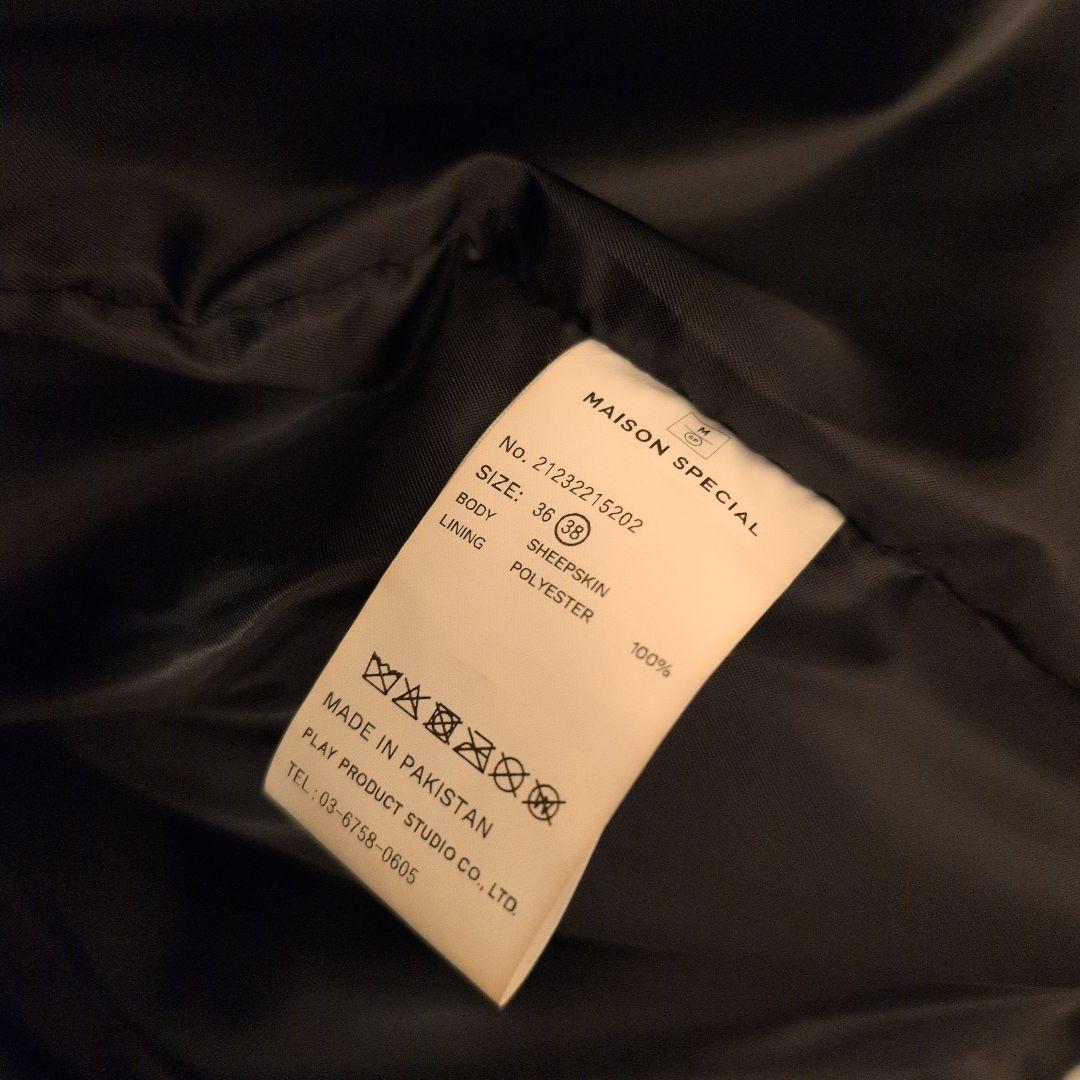 M
SP
MAISON SPECIAL
No. 21232215202
SIZE: 36 38
BODY SHEEPSKIN
LINING POLYESTER 100%
MADE IN PAKISTAN
PLAY PRODUCT STUDIO CO., LTD.
TEL : 03-6758-0605